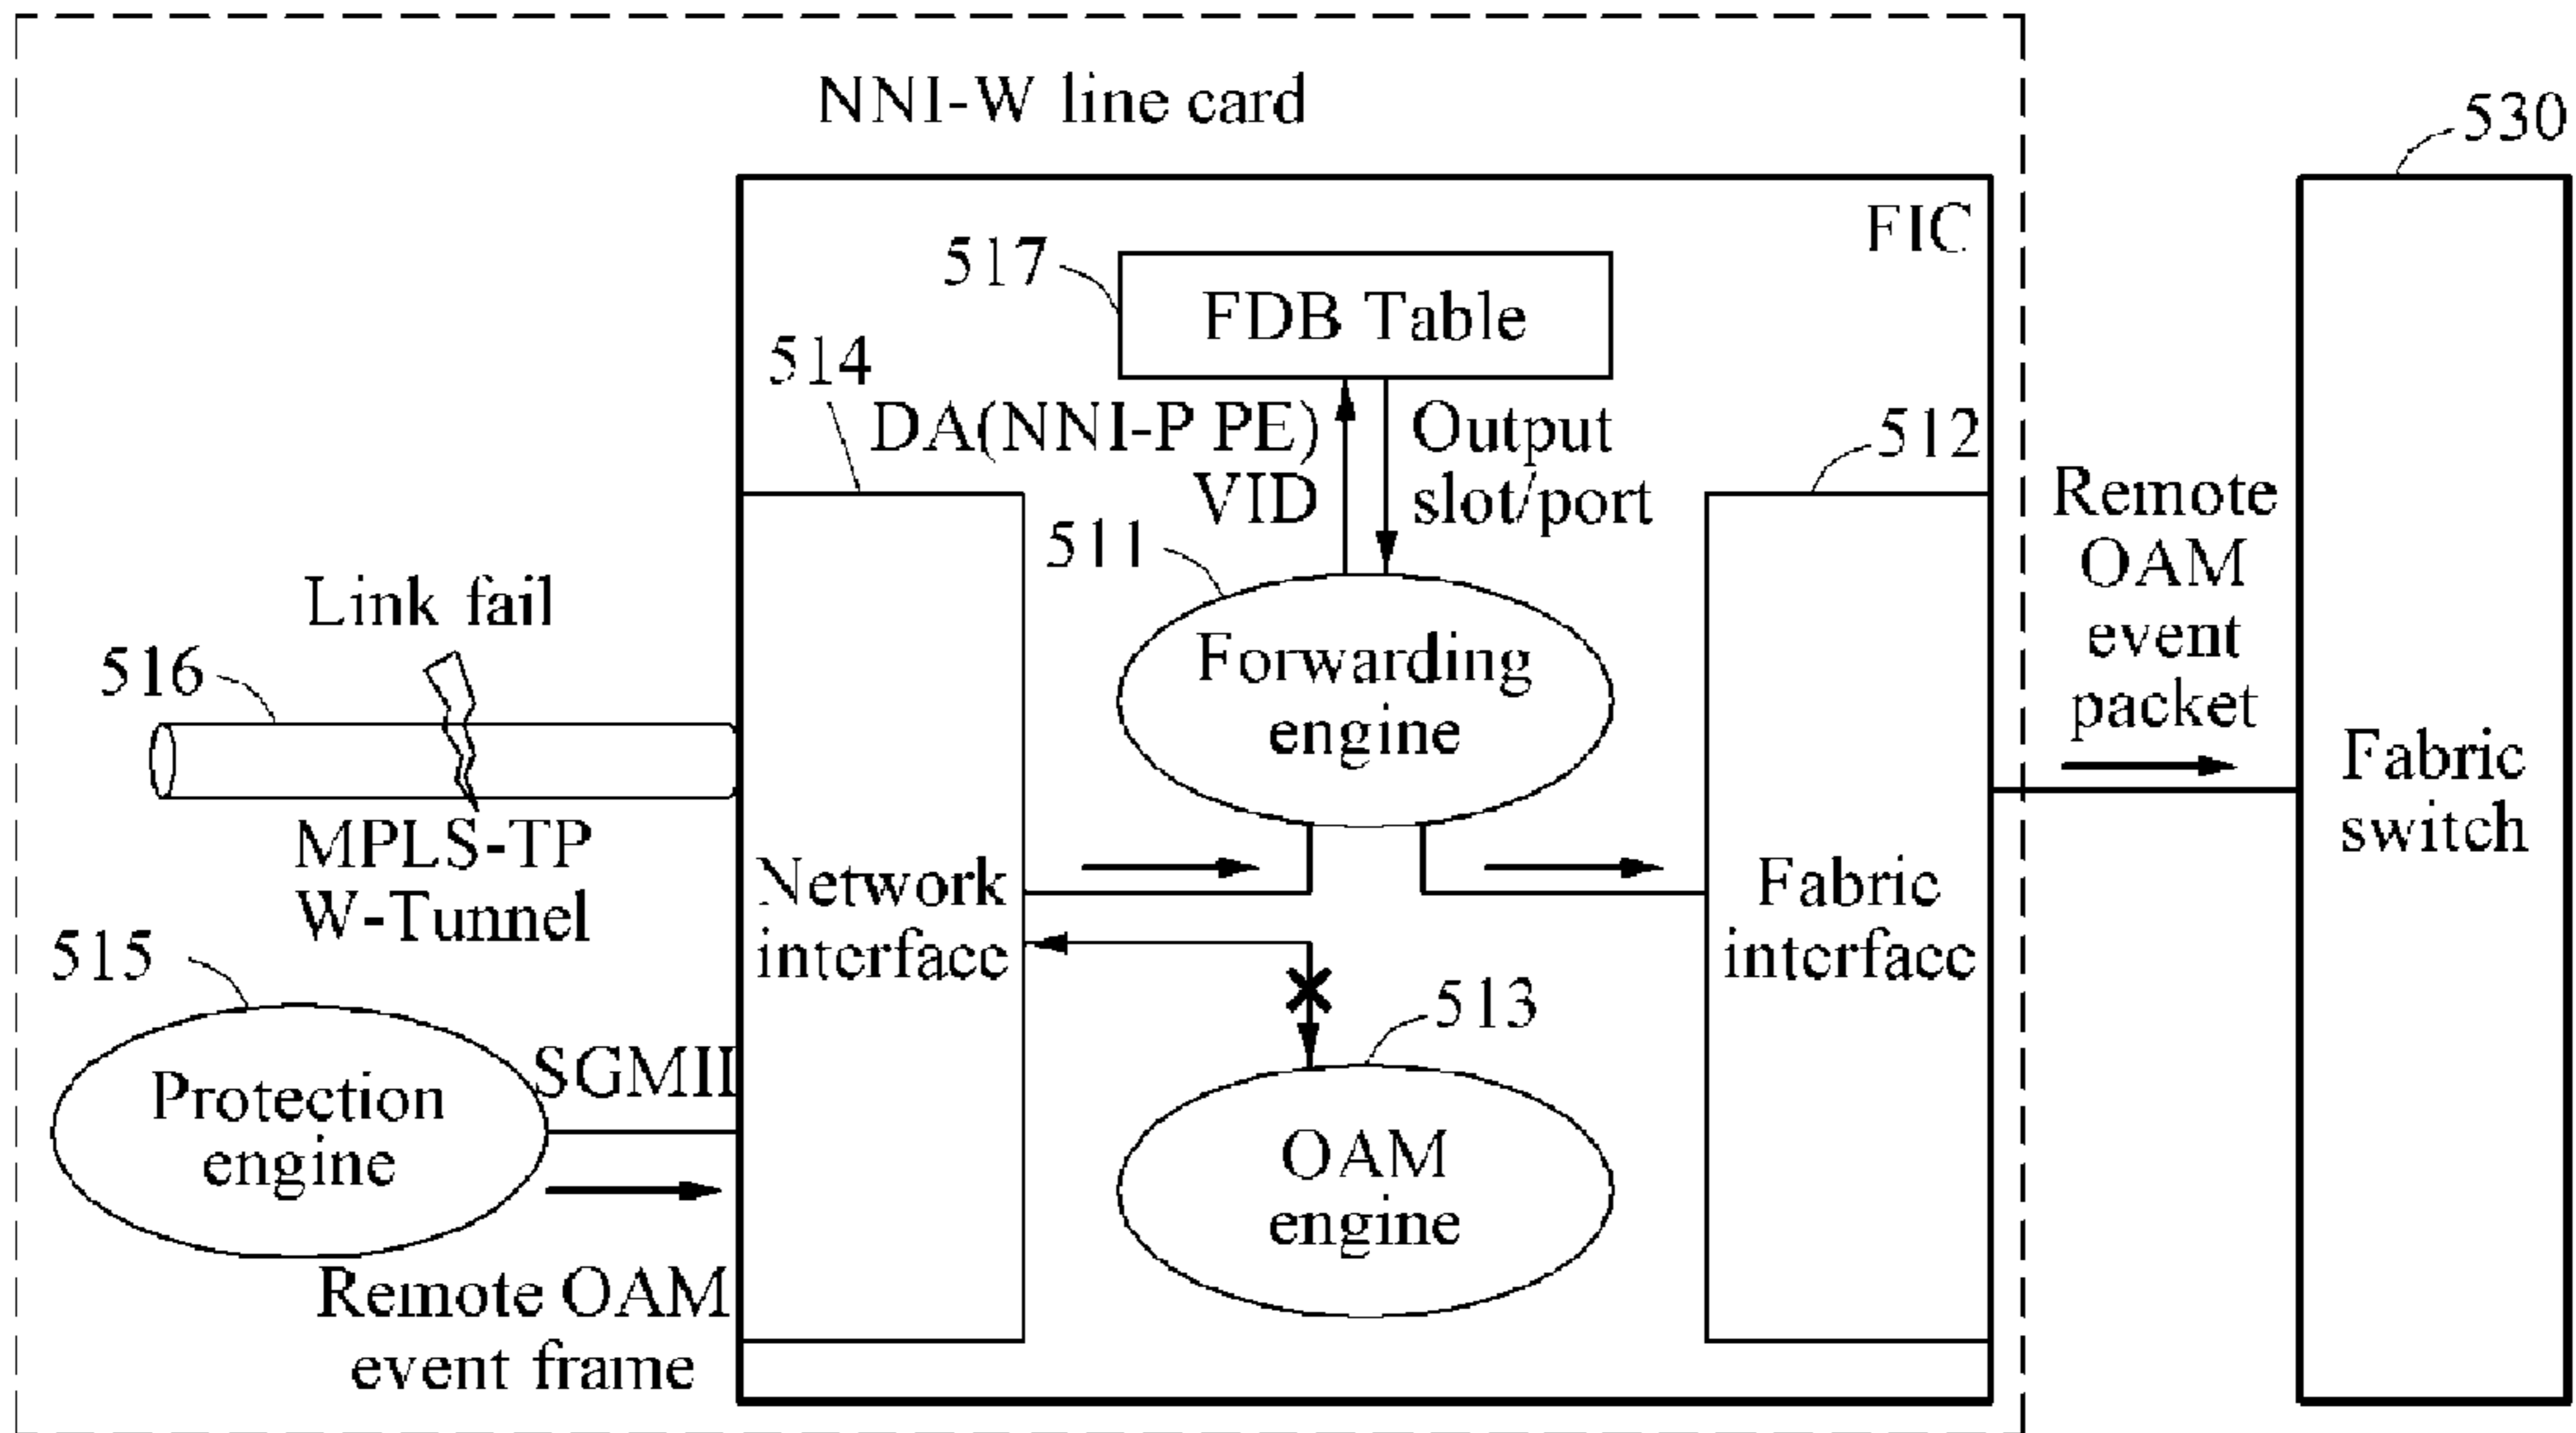 NNI-W line card
530
FIC
517
FDB Table
514
DA(NNI-P PE)
VID
Output
slot/port
512
511
Remote
OAM
event
packet
Link fail
516
Forwarding
engine
MPLS-TP
W-Tunnel
Network
interface
Fabric
interface
Fabric
switch
515
513
SGMII
Protection
engine
OAM
engine
Remote OAM
event frame